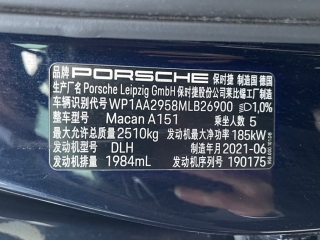 品牌 PORSCHE 保时捷 制造国 德国
生产厂名 Porsche Leipzig GmbH 保时捷股份公司莱比锡工厂制造
车辆识别代号 WP1AA2958MLB26900 1,0%
整车型号 Macan A151 乘坐人数 5
最大允许总质量 2510kg 发动机最大净功率 185kW
发动机型号 DLH 制造年月 2021-06
发动机排量 1984mL 发动机序列号 190175